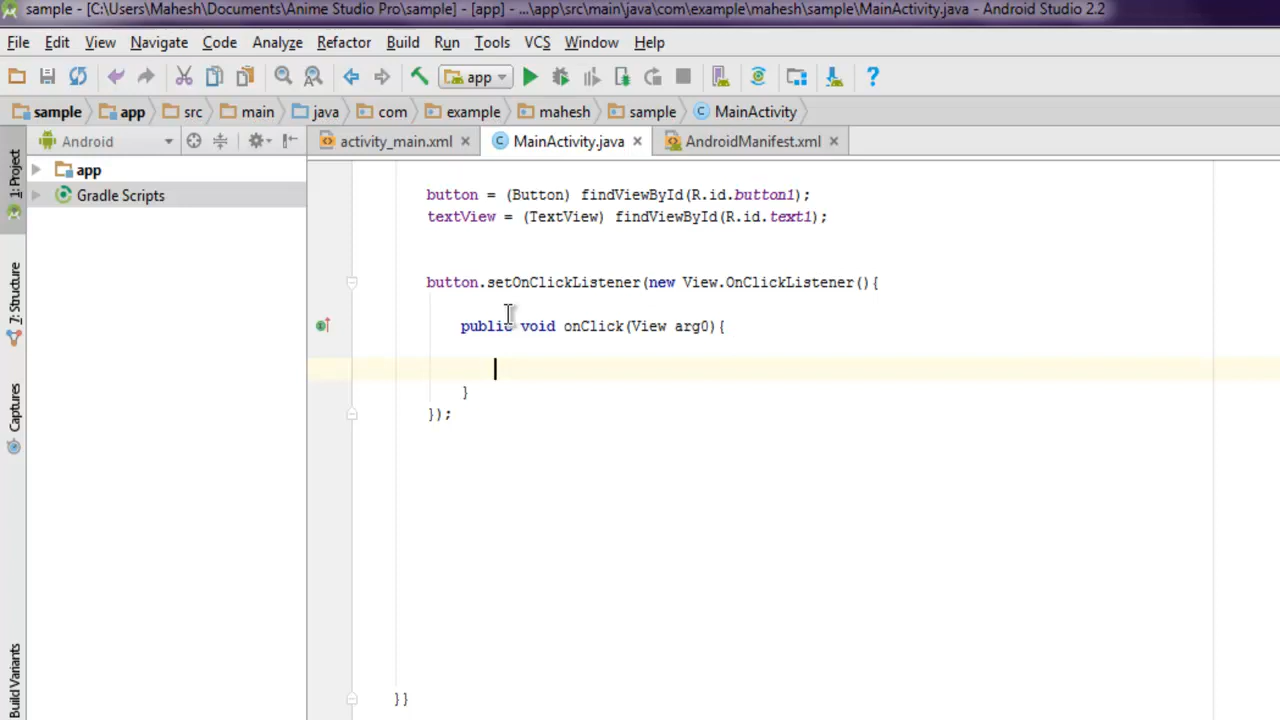 sample - [C:\Users\Mahesh\Documents\Anime Studio Pro\sample] - [app] - ...\app\src\main\java\com\example\mahesh\sample\MainActivity.java - Android Studio 2.2
File Edit View Navigate Code Analyze Refactor Build Run Tools VCS Window Help
app
sample app src main java com example mahesh sample MainActivity
Android
activity_main.xml MainActivity.java AndroidManifest.xml
1: Project
7: Structure
Captures
Build Variants
app
Gradle Scripts
button = (Button) findViewById(R.id.button1);
textView = (TextView) findViewById(R.id.text1);
button.setOnClickListener(new View.OnClickListener(){
public void onClick(View arg0){
}
});
}}